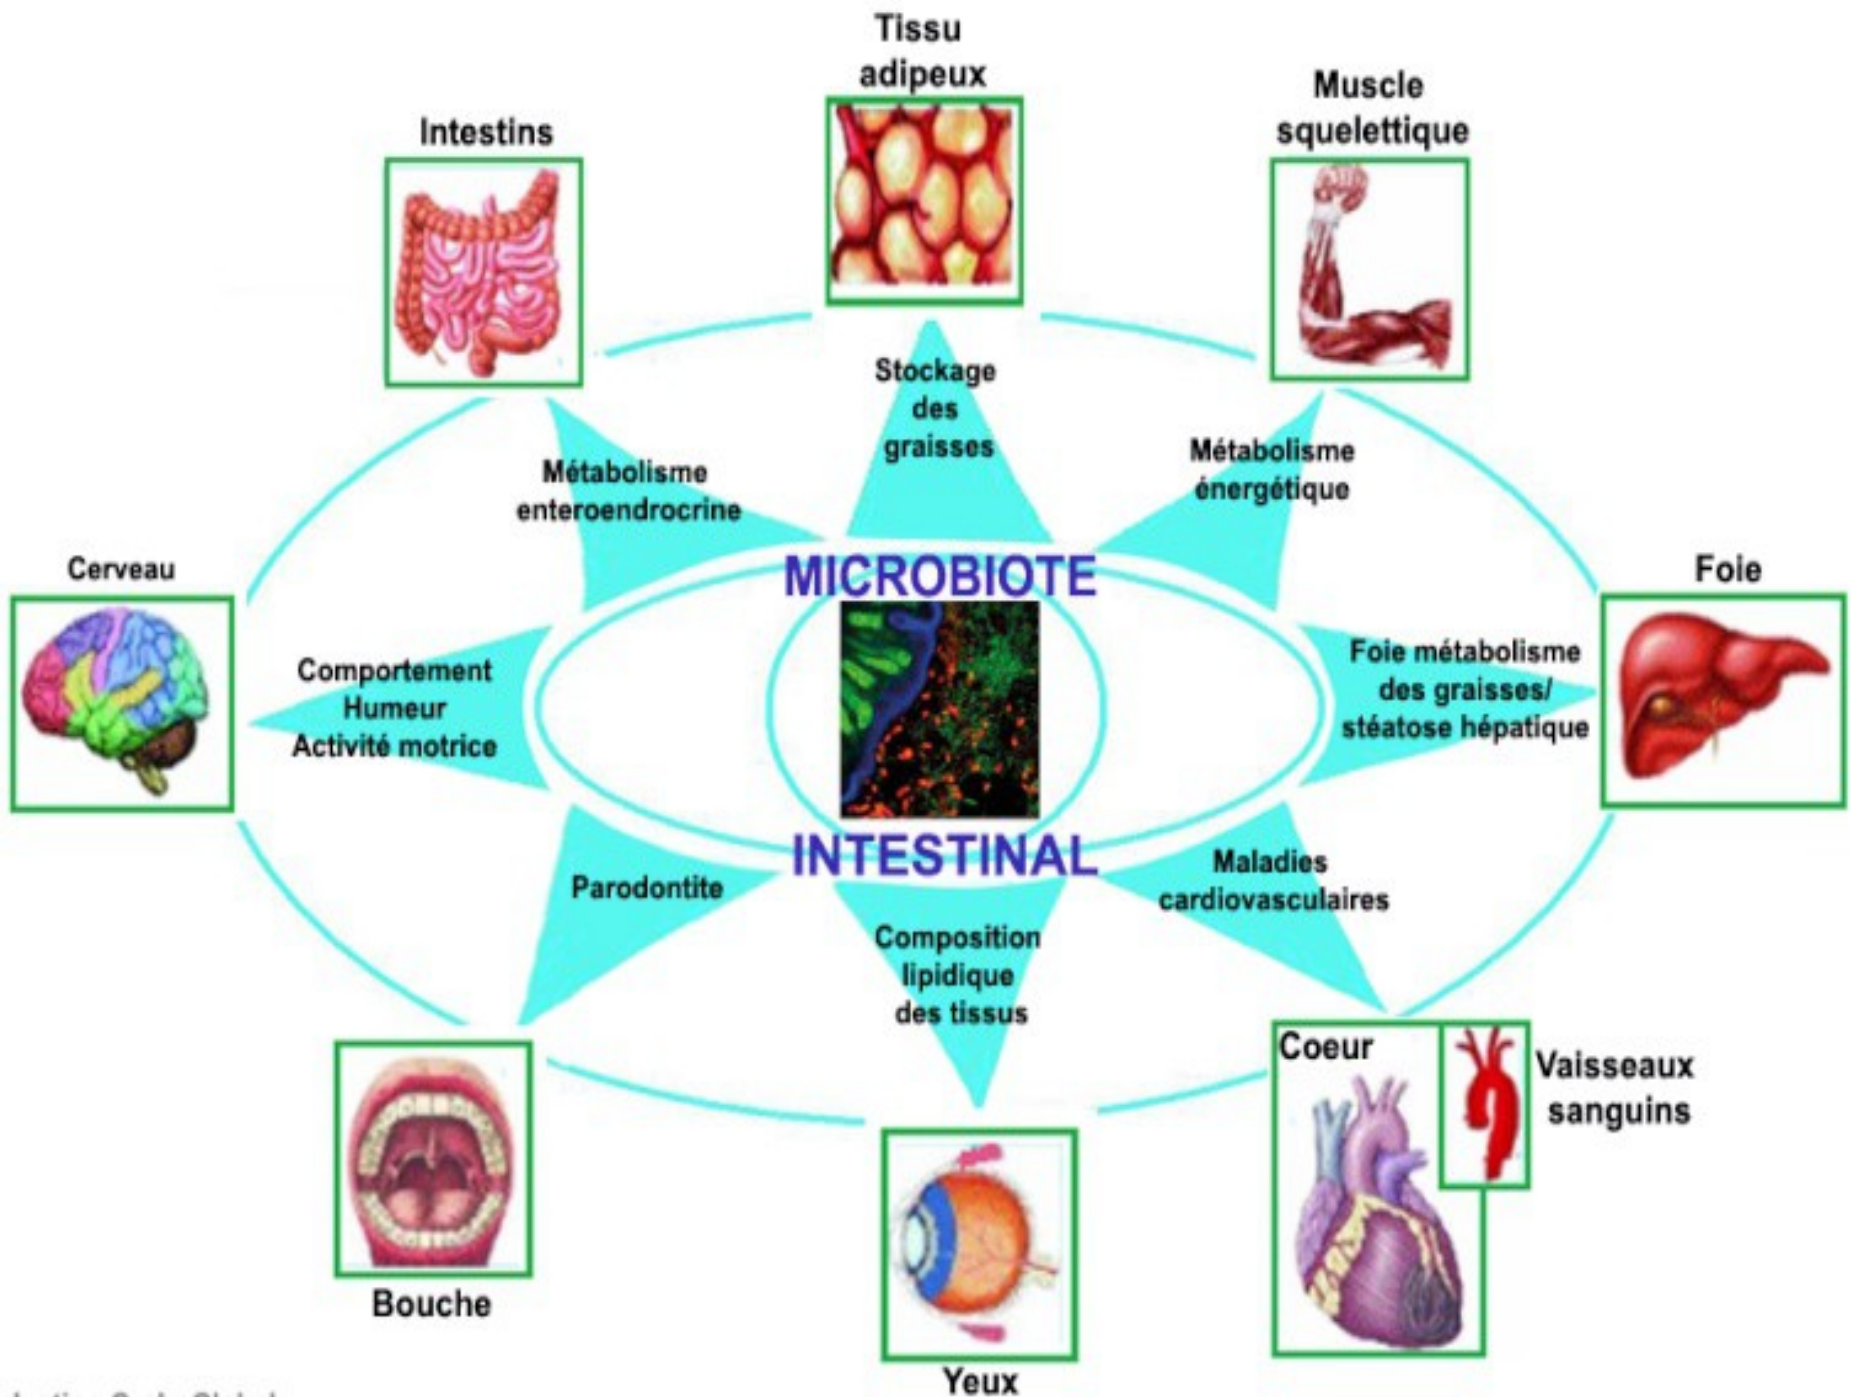 Tissu
adipeux
Muscle
squelettique
Intestins
Stockage
des
graisses
Métabolisme
énergétique
Métabolisme
enteroendrocrine
Cerveau
Foie
MICROBIOTE
Comportement
Humeur
Activité motrice
Foie métabolisme
des graisses/
stéatose hépatique
INTESTINAL
Parodontite
Maladies
cardiovasculaires
Composition
lipidique
des tissus
Coeur
Vaisseaux
sanguins
Bouche
Yeux